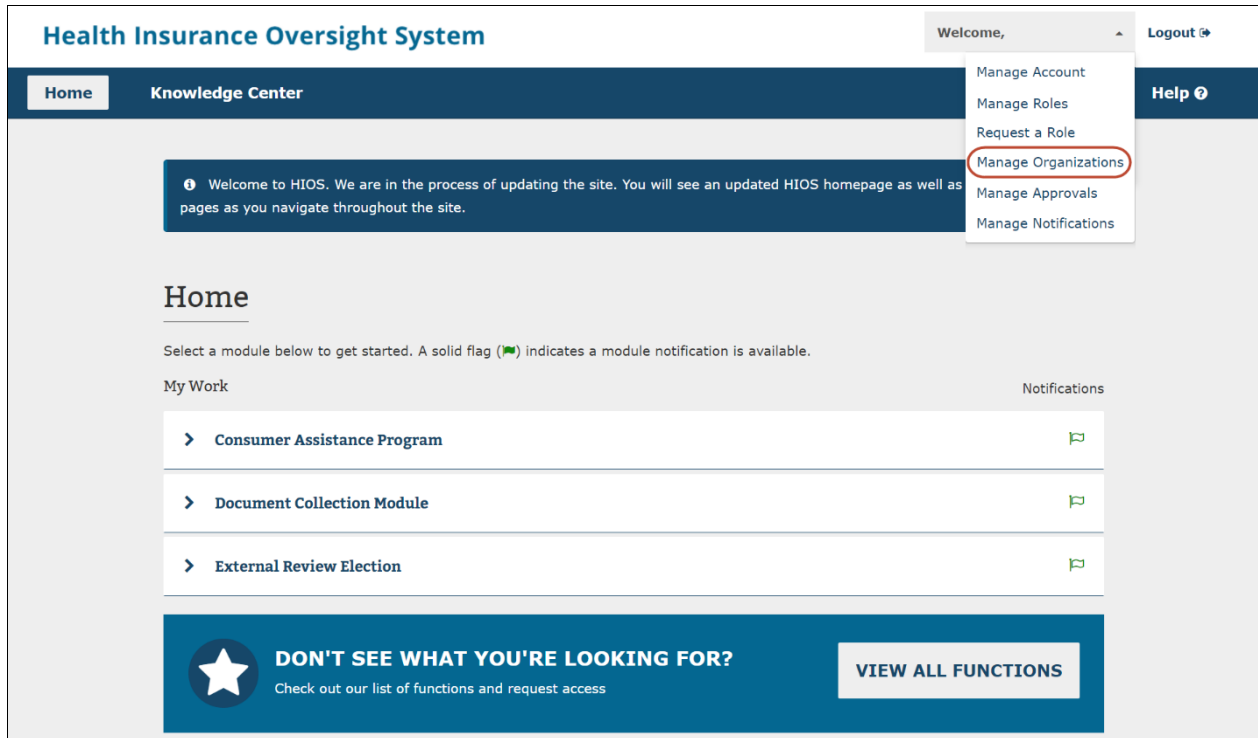 Health Insurance Oversight System
Welcome,
Logout
Manage Account
Manage Roles
Request a Role
Manage Organizations
Manage Approvals
Manage Notifications
Home
Knowledge Center
Help
Welcome to HIOS. We are in the process of updating the site. You will see an updated HIOS homepage as well as
pages as you navigate throughout the site.
Home
Select a module below to get started. A solid flag ( ) indicates a module notification is available.
My Work
Notifications
Consumer Assistance Program
Document Collection Module
External Review Election
DON'T SEE WHAT YOU'RE LOOKING FOR?
Check out our list of functions and request access
VIEW ALL FUNCTIONS